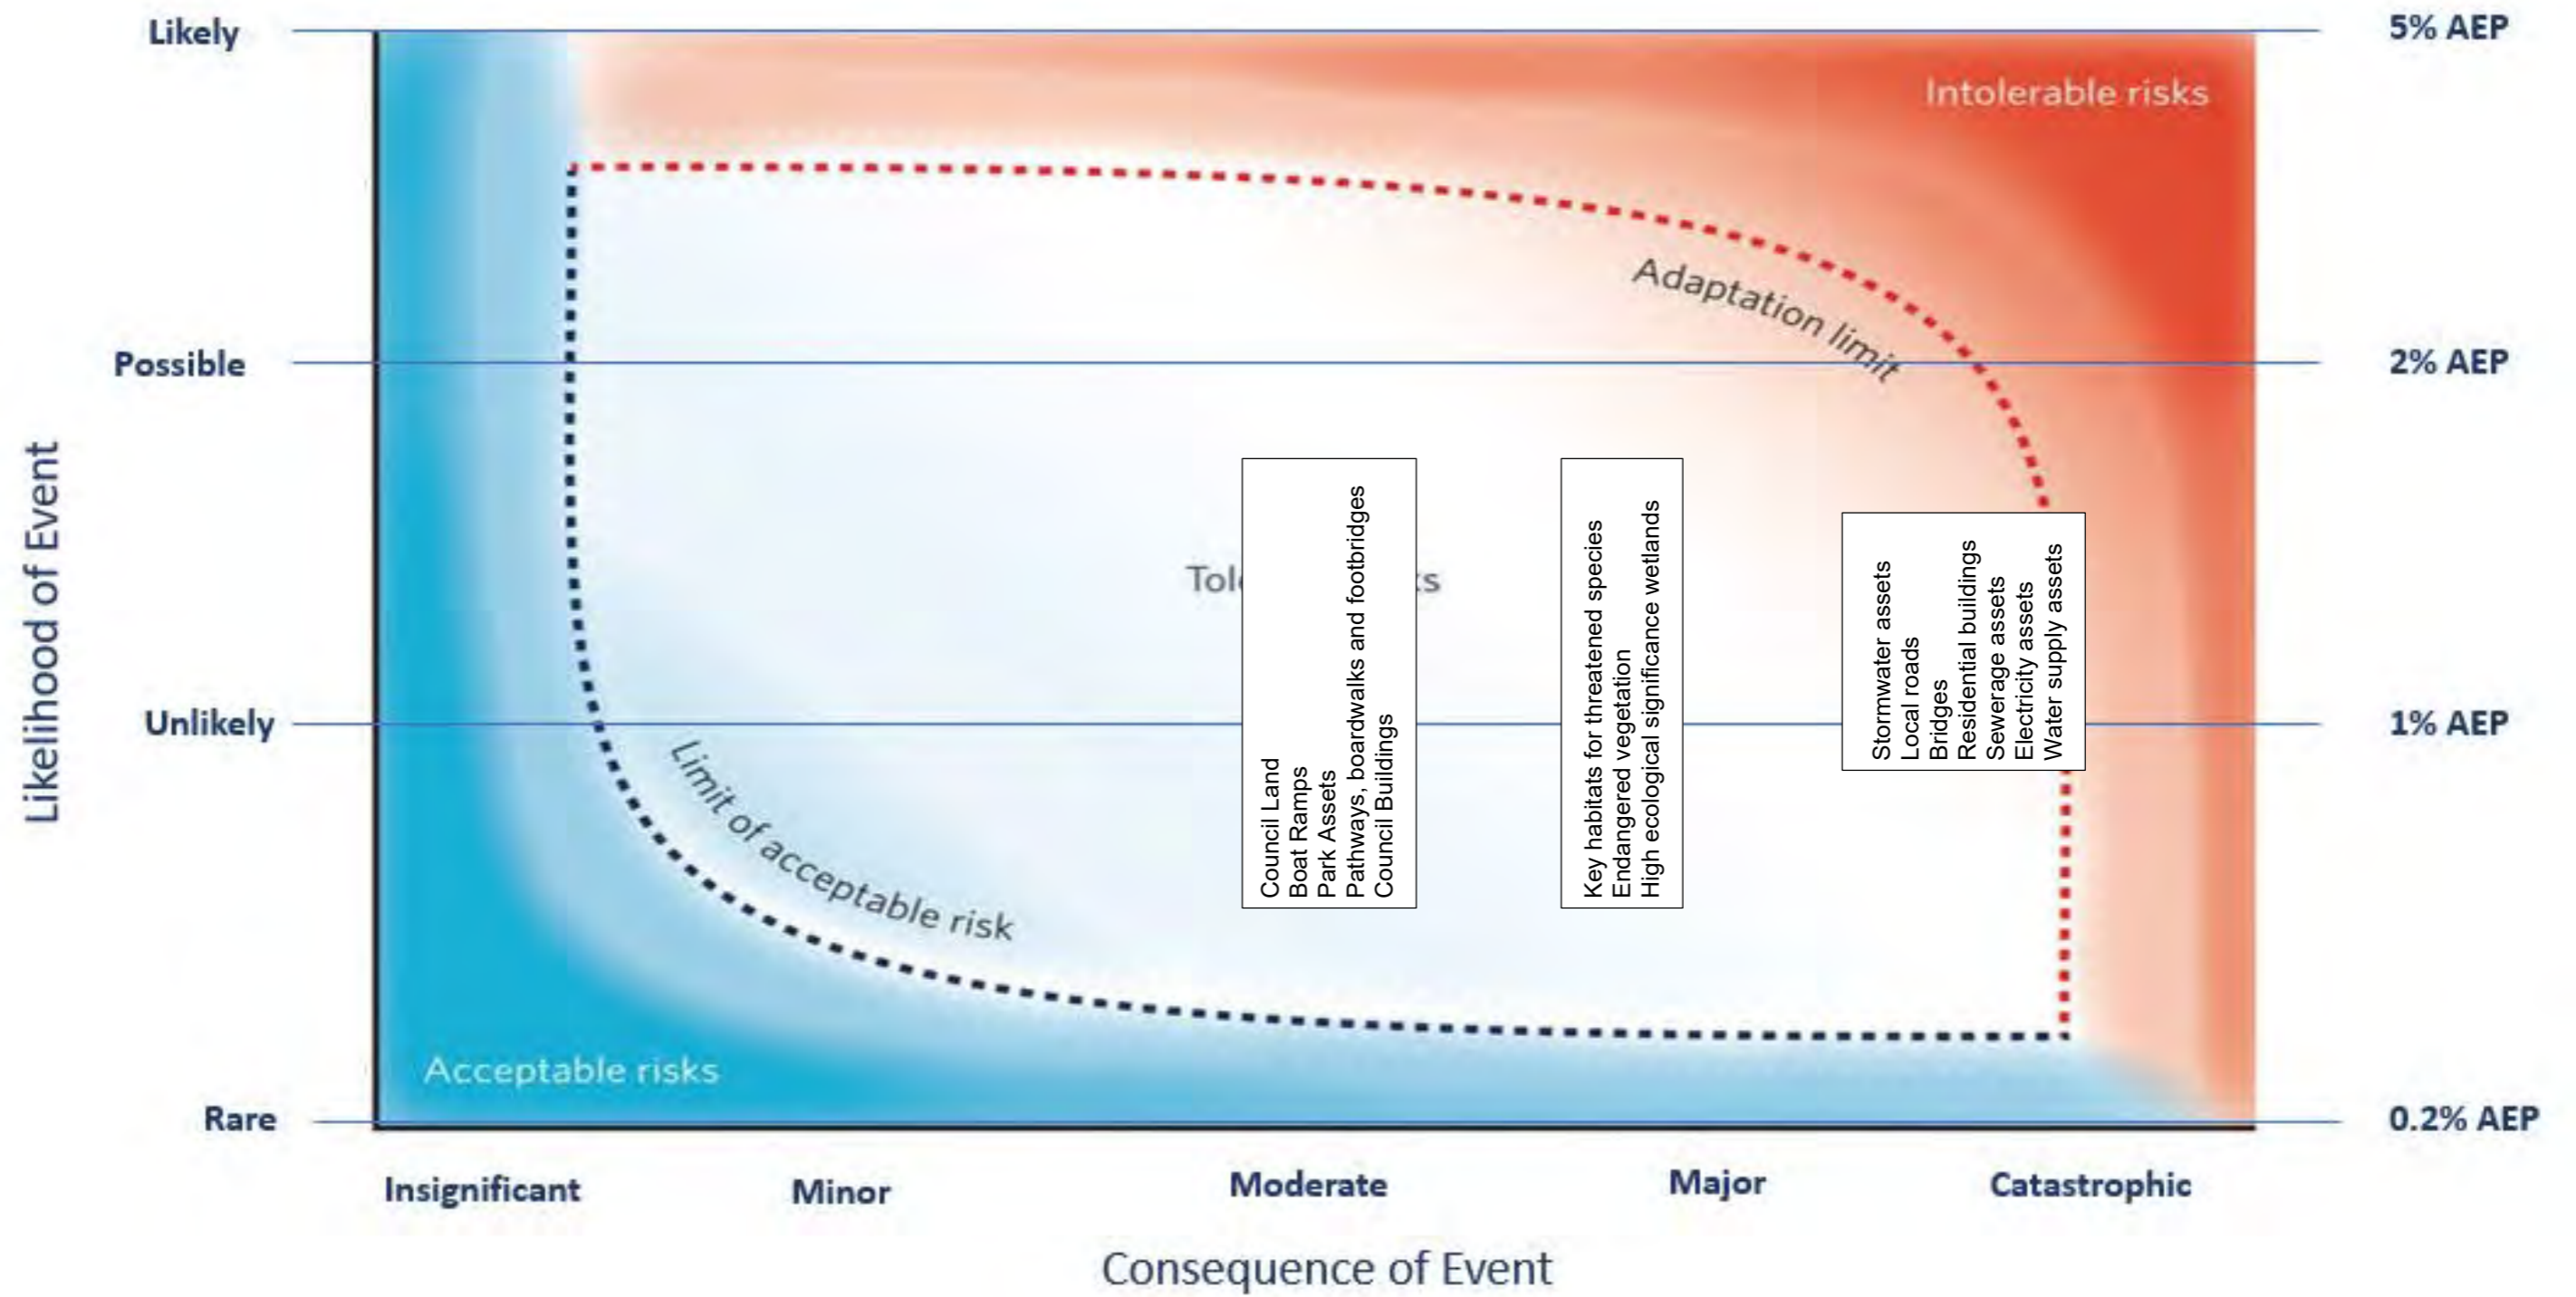 Likely
5% AEP
Intolerable risks
Adaptation limit
Possible
2% AEP
Likelihood of Event
Council Land
Boat Ramps
Park Assets
Pathways, boardwalks and footbridges
Council Buildings
Key habitats for threatened species
Endangered vegetation
High ecological significance wetlands
Stormwater assets
Local roads
Bridges
Residential buildings
Sewerage assets
Electricity assets
Water supply assets
Unlikely
1% AEP
Limit of acceptable risk
Acceptable risks
Rare
0.2% AEP
Insignificant
Minor
Moderate
Major
Catastrophic
Consequence of Event